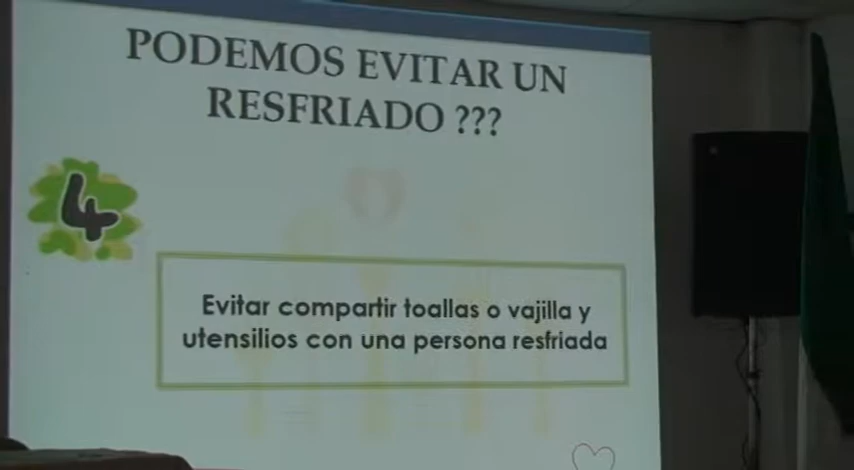 PODEMOS EVITAR UN
RESFRIADO ???
4
Evitar compartir toallas o vajilla y
utensilios con una persona resfriada